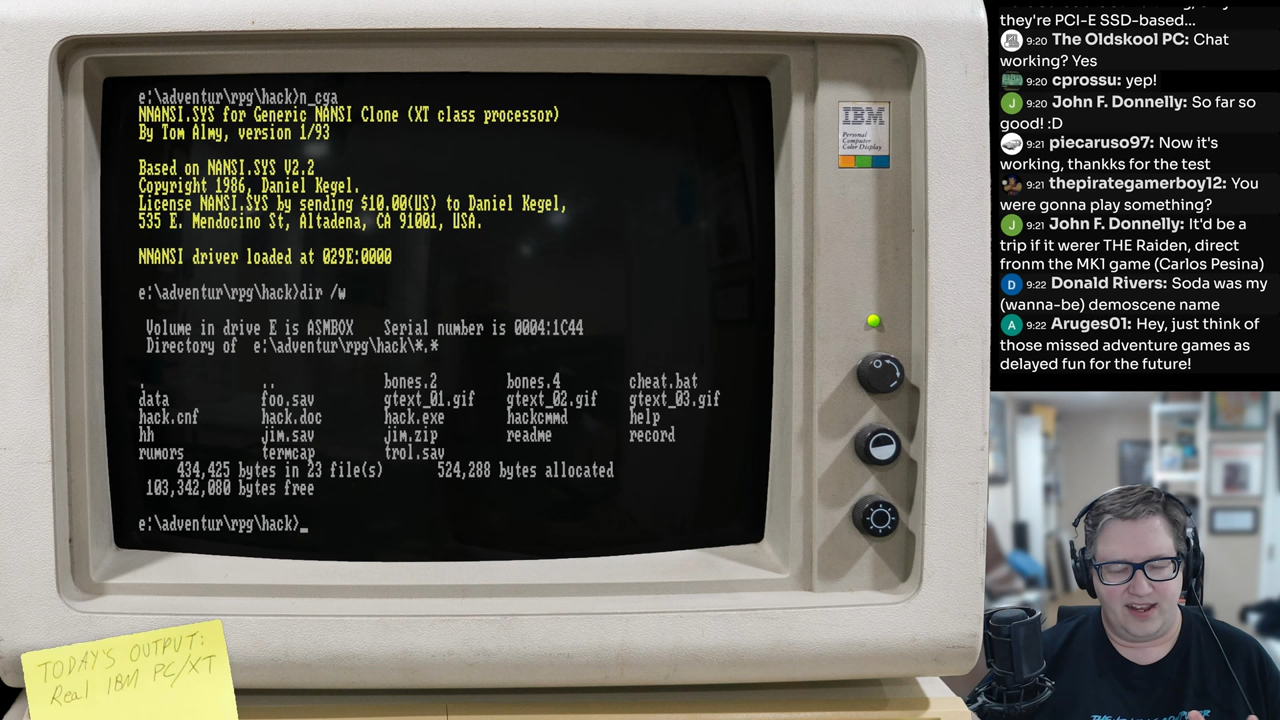 e:\adventur\rpg\hack>n_cga
NNANSI.SYS for Generic NANSI Clone (XT class processor)
By Tom Almy, version 1/93
Based on NANSI.SYS V2.2
Copyright 1986, Daniel Kegel.
License NANSI.SYS by sending $10.00(US) to Daniel Kegel,
535 E. Mendocino St, Altadena, CA 91001, USA.
NNANSI driver loaded at 029E:0000
e:\adventur\rpg\hack>dir /w
Volume in drive E is ASMBOX    Serial number is 0004:1C44
Directory of  e:\adventur\rpg\hack\*.*
.    ..    bones.2    bones.4    cheat.bat
data    foo.sav    gtext_01.gif    gtext_02.gif    gtext_03.gif
hack.cnf    hack.doc    hack.exe    hackcmmd    help
hh    jim.sav    jim.zip    readme    record
rumors    termcap    trol.sav
434,425 bytes in 23 file(s)    524,288 bytes allocated
103,342,080 bytes free
e:\adventur\rpg\hack>_
IBM
Personal
Computer
Color Display
TODAY'S OUTPUT:
Real IBM PC/XT
they're PCI-E SSD-based...
9:20 The Oldskool PC: Chat
working? Yes
9:20 cprossu: yep!
J 9:20 John F. Donnelly: So far so
good! :D
9:21 piecaruso97: Now it's
working, thankks for the test
9:21 thepirategamerboy12: You
were gonna play something?
J 9:21 John F. Donnelly: It'd be a
trip if it werer THE Raiden, direct
fronm the MK1 game (Carlos Pesina)
D 9:22 Donald Rivers: Soda was my
(wanna-be) demoscene name
A 9:22 Aruges01: Hey, just think of
those missed adventure games as
delayed fun for the future!